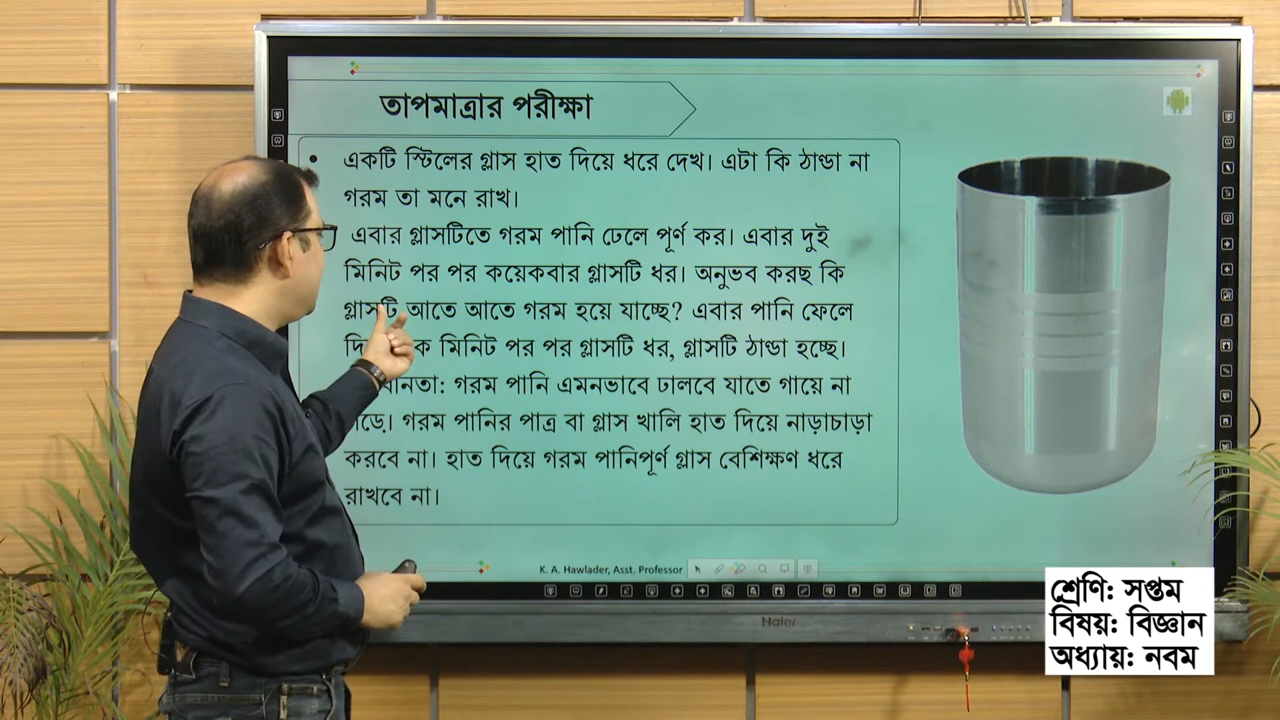 তাপমাত্রার পরীক্ষা
• একটি স্টিলের গ্লাস হাত দিয়ে ধরে দেখ। এটা কি ঠাণ্ডা না
গরম তা মনে রাখ।
এবার গ্লাসটিতে গরম পানি ঢেলে পূর্ণ কর। এবার দুই
মিনিট পর পর কয়েকবার গ্লাসটি ধর। অনুভব করছ কি
গ্লাসটি আতে আতে গরম হয়ে যাচ্ছে? এবার পানি ফেলে
মিনিট পর পর গ্লাসটি ধর, গ্লাসটি ঠাণ্ডা হচ্ছে।
গরম পানি এমনভাবে ঢালবে যাতে গায়ে না
গরম পানির পাত্র বা গ্লাস খালি হাত দিয়ে নাড়াচাড়া
করবে না। হাত দিয়ে গরম পানিপূর্ণ গ্লাস বেশিক্ষণ ধরে
রাখবে না।
K. A. Hawlader, Asst. Professor
Haier
শ্রেণি: সপ্তম
বিষয়: বিজ্ঞান
অধ্যায়: নবম